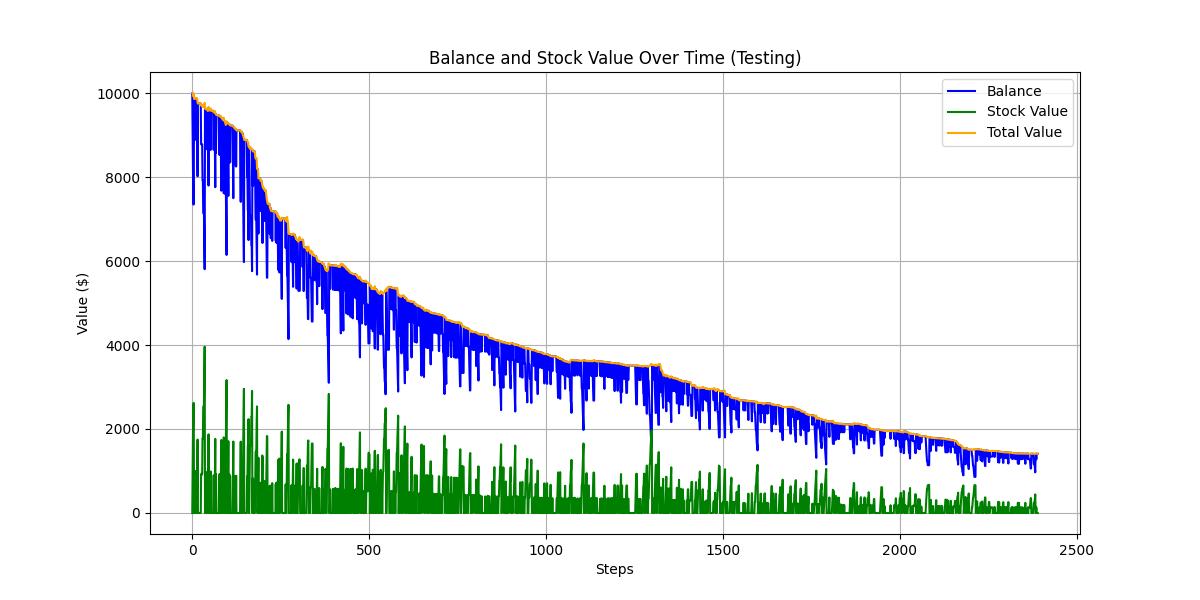 Balance and Stock Value Over Time (Testing)
Balance
Stock Value
Total Value
10000
8000
6000
4000
2000
0
Value ($)
0 500 1000 1500 2000 2500
Steps